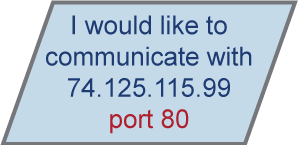 I would like to
communicate with
74.125.115.99
port 80